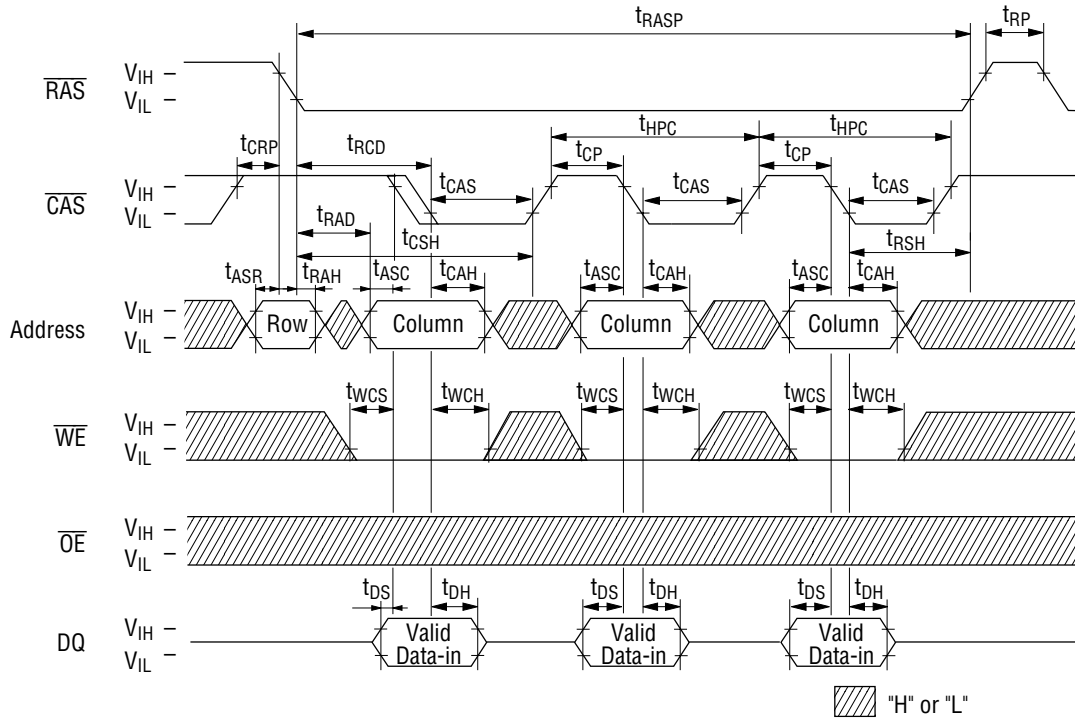 tRASP tRP
RAS VIH VIL
tCRP tRCD tHPC tHPC
tCP tCP
tCAS tCAS tCAS
CAS VIH VIL
tRAD tCSH tRSH
tASR tRAH tASC tCAH tASC tCAH tASC tCAH
Address VIH VIL Row Column Column Column
tWCS tWCH tWCS tWCH tWCS tWCH
WE VIH VIL
OE VIH VIL
tDS tDH tDS tDH tDS tDH
DQ VIH VIL
Valid Data-in
Valid Data-in
Valid Data-in
"H" or "L"